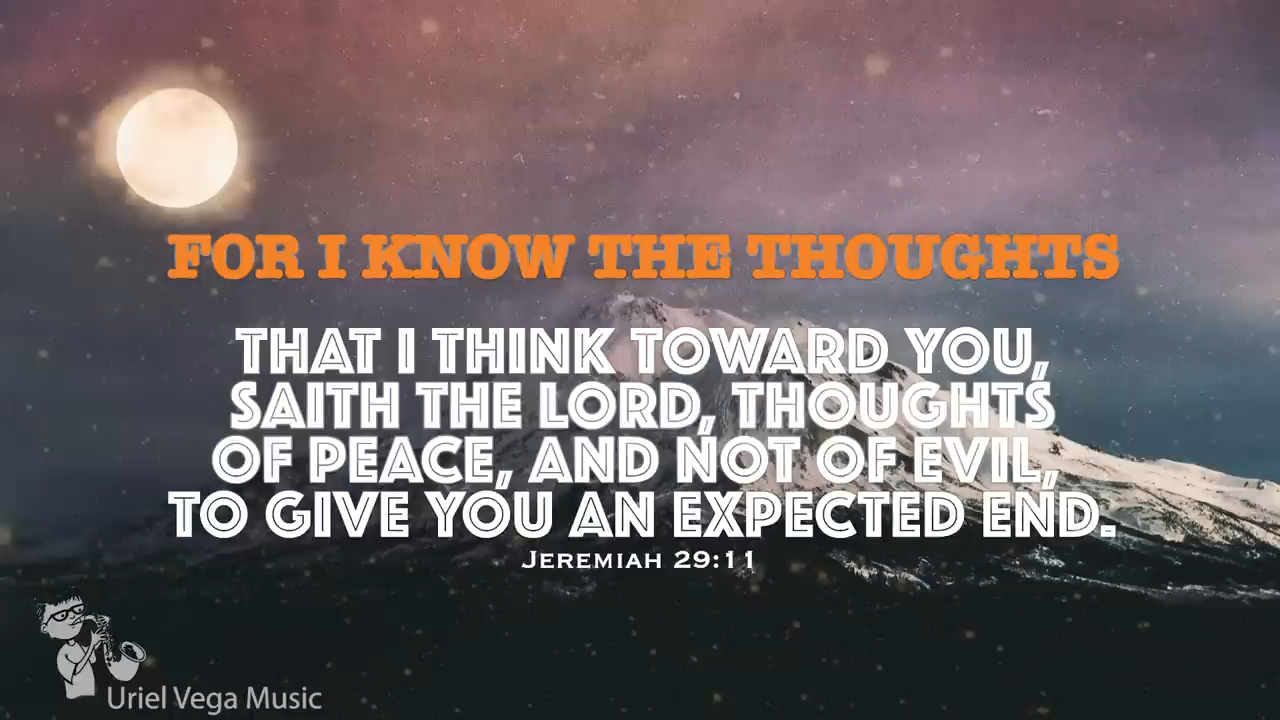 FOR I KNOW THE THOUGHTS
THAT I THINK TOWARD YOU,
SAITH THE LORD, THOUGHTS
OF PEACE, AND NOT OF EVIL,
TO GIVE YOU AN EXPECTED END.
JEREMIAH 29:11
Uriel Vega Music